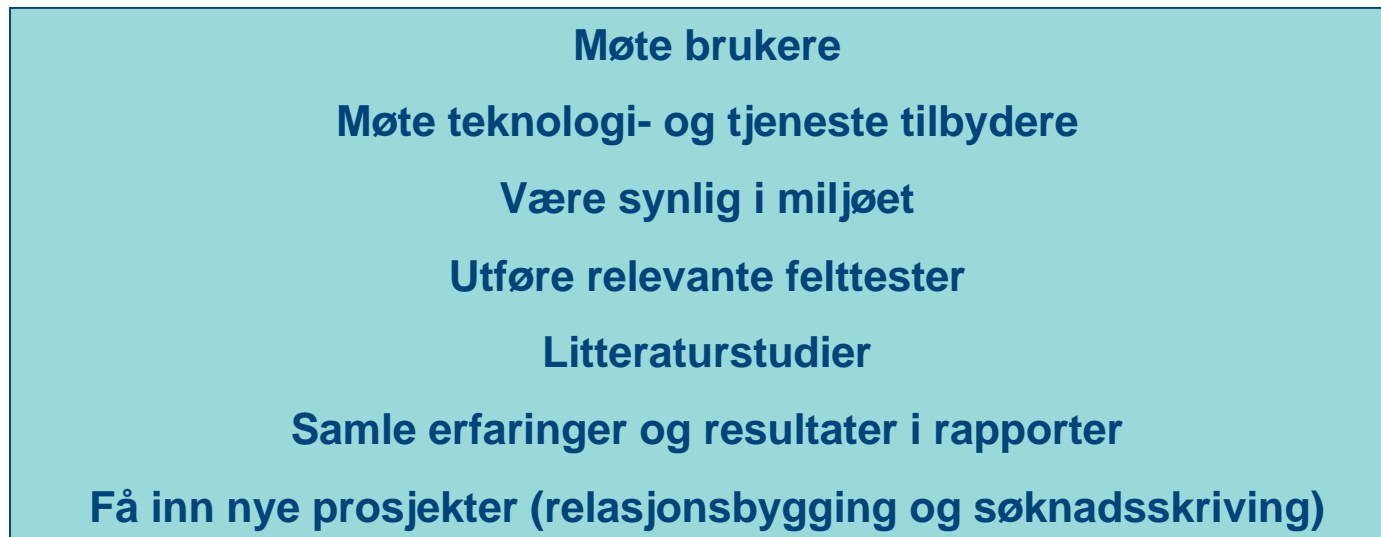 Møte brukere
Møte teknologi- og tjeneste tilbydere
Være synlig i miljøet
Utføre relevante felttester
Litteraturstudier
Samle erfaringer og resultater i rapporter
Få inn nye prosjekter (relasjonsbygging og søknadsskriving)